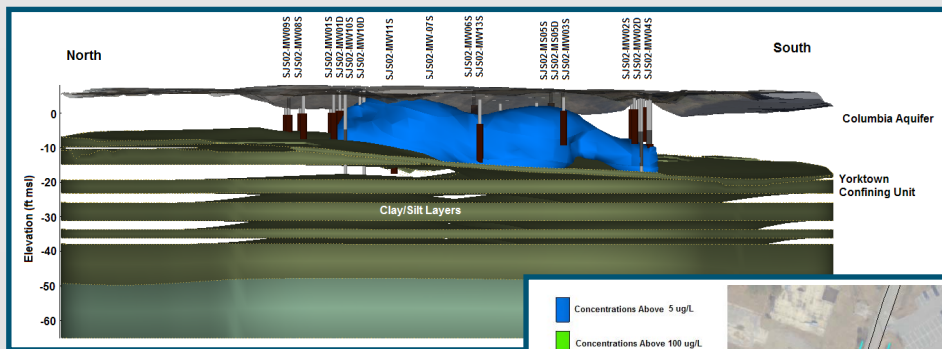 SJS02-MW09S
SJS02-MW08S
SJS02-MW01S
SJS02-MW01D
SJS02-MW10S
SJS02-MW10D
SJS02-MW11S
SJS02-MW-07S
SJS02-MW06S
SJS02-MW13S
SJS02-MS05S
SJS02-MS05D
SJS02-MW03S
SJS02-MW02S
SJS02-MW02D
SJS02-MW04S
North
South
Elevation (ft msl)
0
-10
-20
-30
-40
-50
-60
Columbia Aquifer
Yorktown
Confining Unit
Clay/Silt Layers
Concentrations Above 5 ug/L
Concentrations Above 100 ug/L